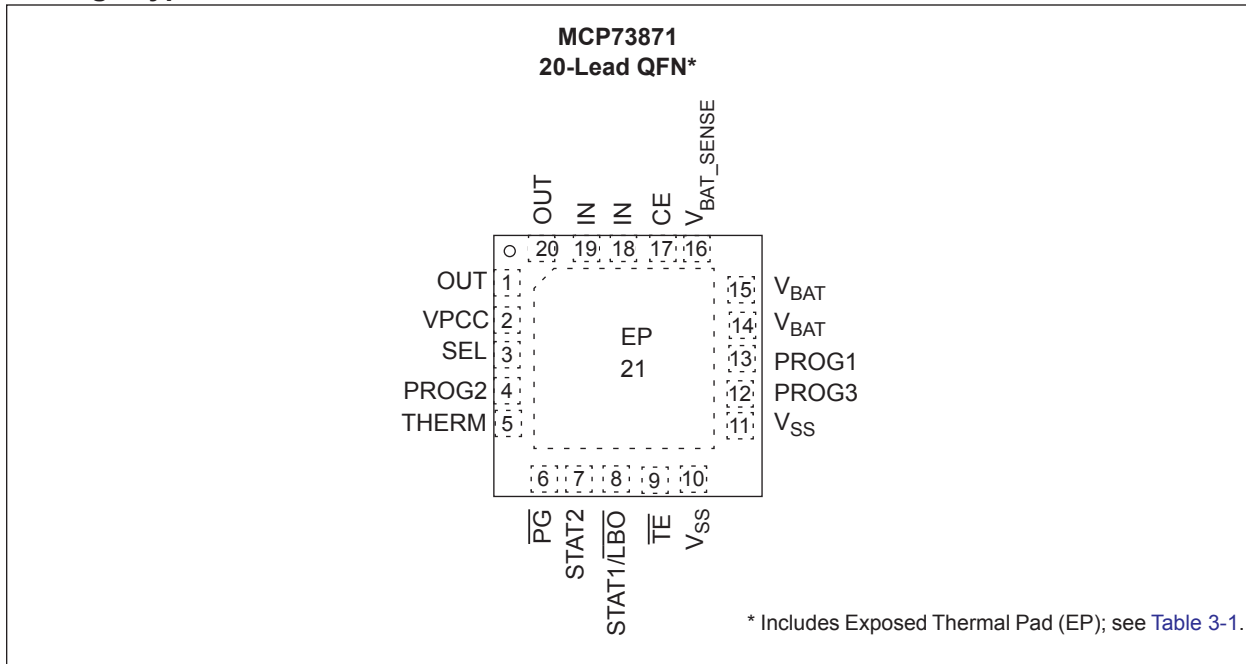 MCP73871
20-Lead QFN*
OUT
IN
IN
CE
VBAT_SENSE
20
19
18
17
16
OUT 1
VPCC 2
SEL 3
PROG2 4
THERM 5
EP
21
15 VBAT
14 VBAT
13 PROG1
12 PROG3
11 VSS
6
7
8
9
10
PG
STAT2
STAT1/LBO
TE
VSS
* Includes Exposed Thermal Pad (EP); see Table 3-1.